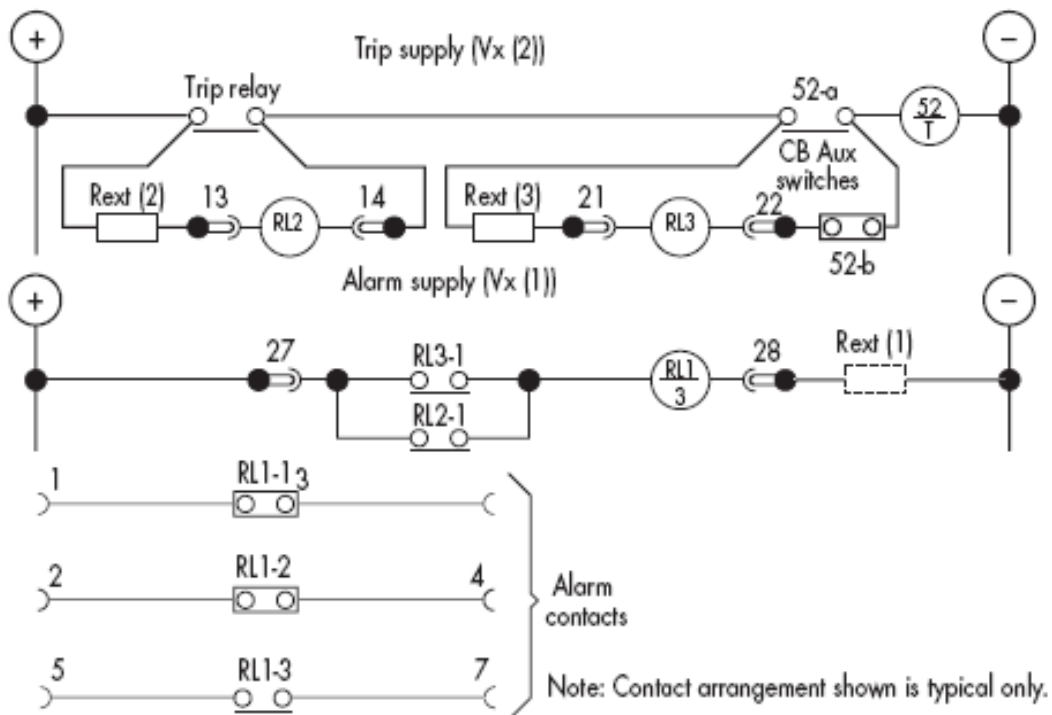 +
−
Trip supply (Vx (2))
Trip relay
52-a
52
T
CB Aux
switches
Rext (2)
13
RL2
14
Rext (3)
21
RL3
22
52-b
Alarm supply (Vx (1))
+
−
27
RL3-1
RL2-1
RL1
3
28
Rext (1)
1
RL1-1
3
2
RL1-2
4
5
RL1-3
7
Alarm
contacts
Note: Contact arrangement shown is typical only.